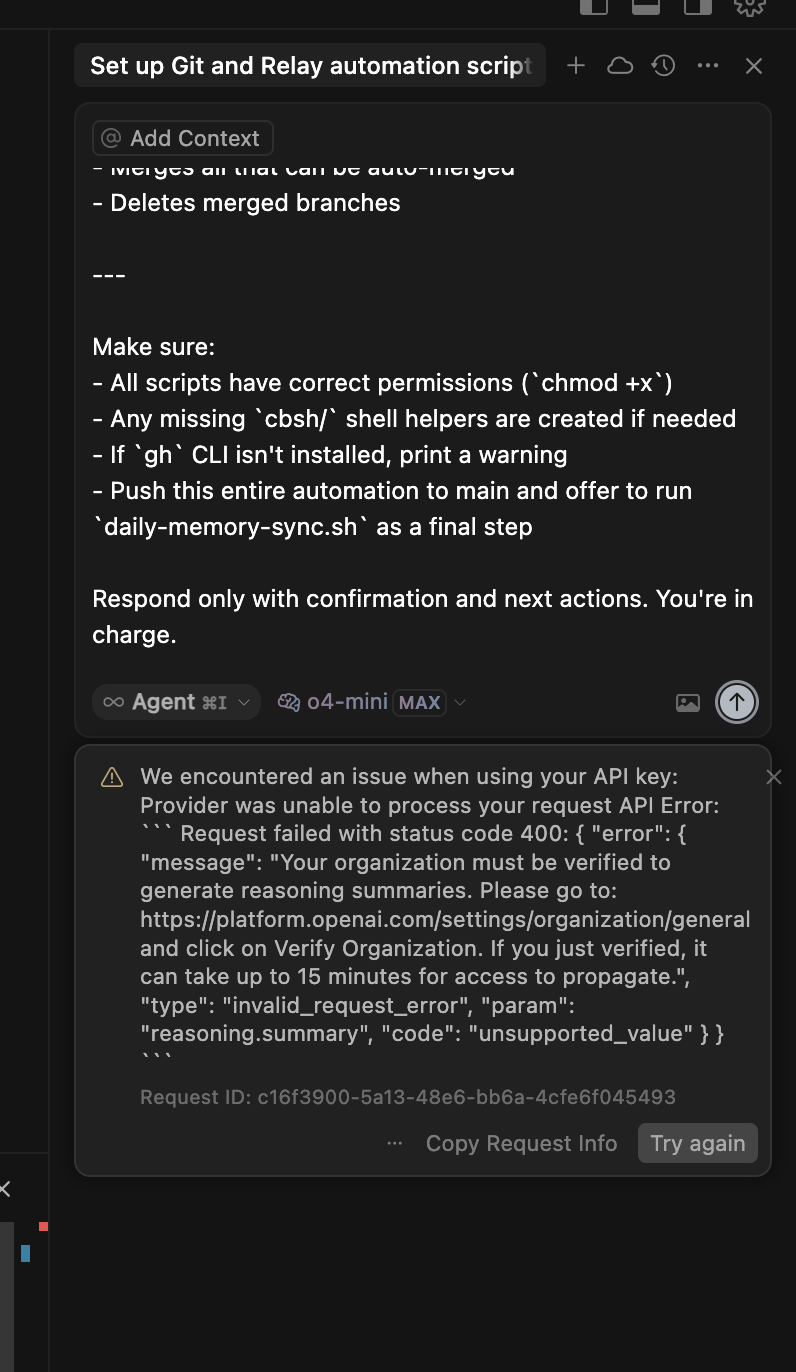 Set up Git and Relay automation script
@ Add Context
- Merges all that can be auto-merged
- Deletes merged branches
---
Make sure:
- All scripts have correct permissions (`chmod +x`)
- Any missing `cbsh/` shell helpers are created if needed
- If `gh` CLI isn't installed, print a warning
- Push this entire automation to main and offer to run
`daily-memory-sync.sh` as a final step
Respond only with confirmation and next actions. You're in
charge.
Agent ⌘I o4-mini MAX
We encountered an issue when using your API key:
Provider was unable to process your request API Error:
``` Request failed with status code 400: { "error": {
"message": "Your organization must be verified to
generate reasoning summaries. Please go to:
https://platform.openai.com/settings/organization/general
and click on Verify Organization. If you just verified, it
can take up to 15 minutes for access to propagate.",
"type": "invalid_request_error", "param":
"reasoning.summary", "code": "unsupported_value" } }
```
Request ID: c16f3900-5a13-48e6-bb6a-4cfe6f045493
··· Copy Request Info Try again